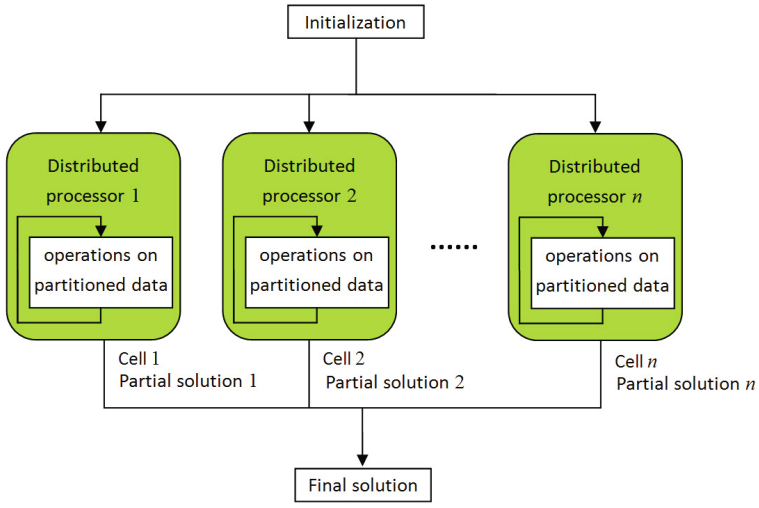 Initialization
Distributed
processor 1
operations on
partitioned data
Distributed
processor 2
operations on
partitioned data
......
Distributed
processor n
operations on
partitioned data
Cell 1
Partial solution 1
Cell 2
Partial solution 2
Cell n
Partial solution n
Final solution